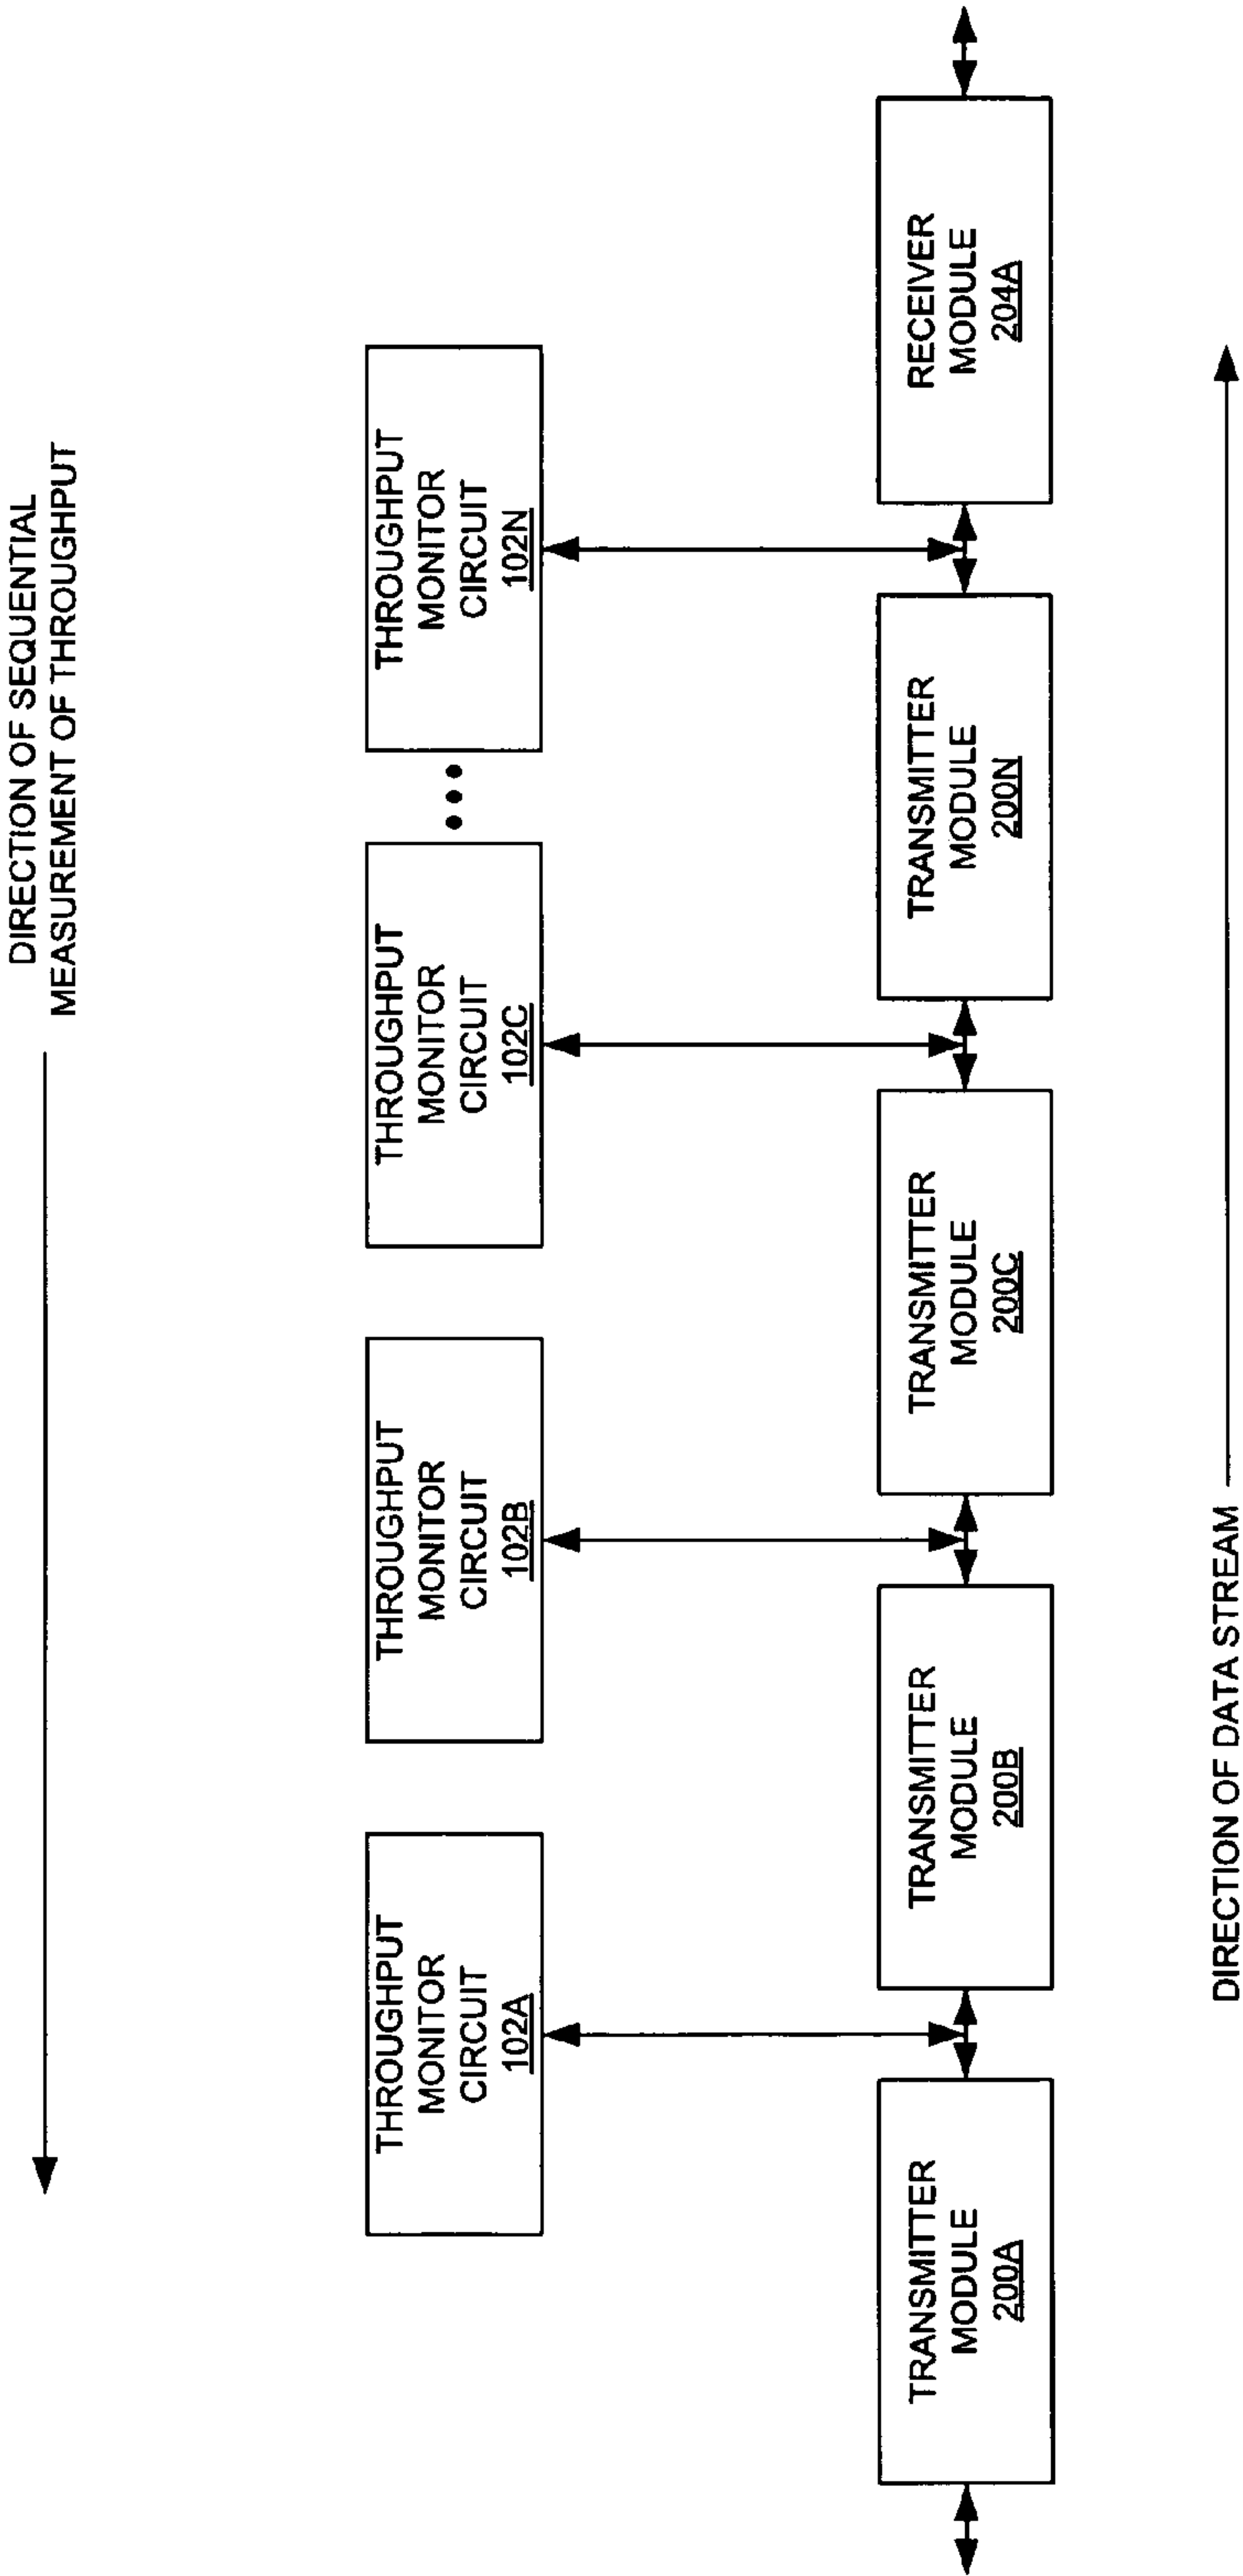 DIRECTION OF SEQUENTIAL
MEASUREMENT OF THROUGHPUT
THROUGHPUT
MONITOR
CIRCUIT
102A
THROUGHPUT
MONITOR
CIRCUIT
102B
THROUGHPUT
MONITOR
CIRCUIT
102C
THROUGHPUT
MONITOR
CIRCUIT
102N
TRANSMITTER
MODULE
200A
TRANSMITTER
MODULE
200B
TRANSMITTER
MODULE
200C
TRANSMITTER
MODULE
200N
RECEIVER
MODULE
204A
DIRECTION OF DATA STREAM